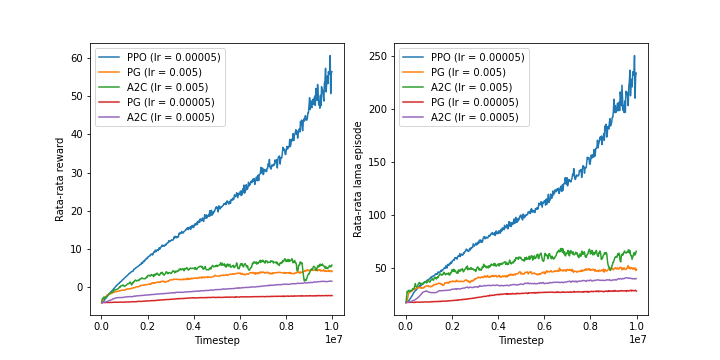 PPO (lr = 0.00005)
PG (lr = 0.005)
A2C (lr = 0.005)
PG (lr = 0.00005)
A2C (lr = 0.0005)
Rata-rata reward
60
50
40
30
20
10
0
0.0 0.2 0.4 0.6 0.8 1.0
1e7
Timestep
PPO (lr = 0.00005)
PG (lr = 0.005)
A2C (lr = 0.005)
PG (lr = 0.00005)
A2C (lr = 0.0005)
Rata-rata lama episode
250
200
150
100
50
0.0 0.2 0.4 0.6 0.8 1.0
1e7
Timestep